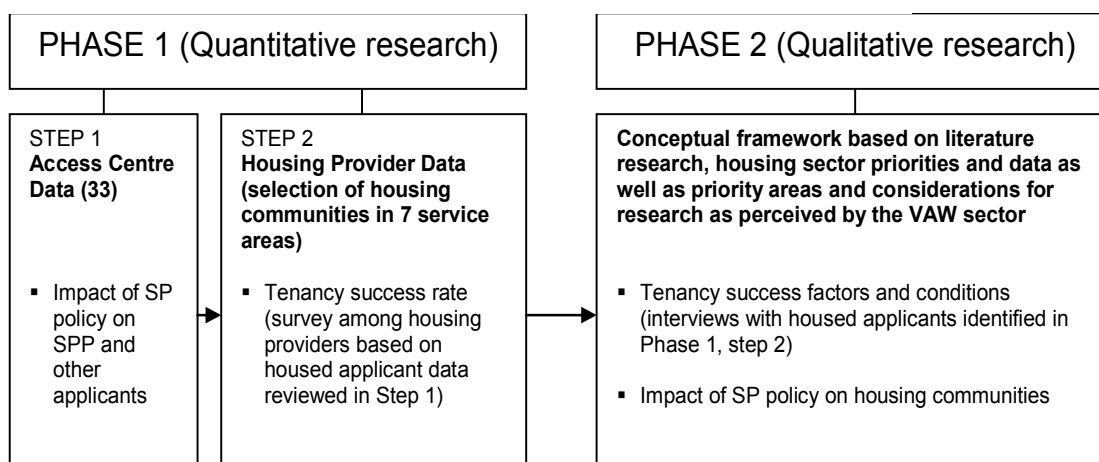 PHASE 1 (Quantitative research)
PHASE 2 (Qualitative research)
STEP 1
Access Centre
Data (33)
▪ Impact of SP
policy on
SPP and
other
applicants
STEP 2
Housing Provider Data
(selection of housing
communities in 7 service
areas)
▪ Tenancy success rate
(survey among housing
providers based on
housed applicant data
reviewed in Step 1)
Conceptual framework based on literature
research, housing sector priorities and data as
well as priority areas and considerations for
research as perceived by the VAW sector
▪ Tenancy success factors and conditions
(interviews with housed applicants identified in
Phase 1, step 2)
▪ Impact of SP policy on housing communities